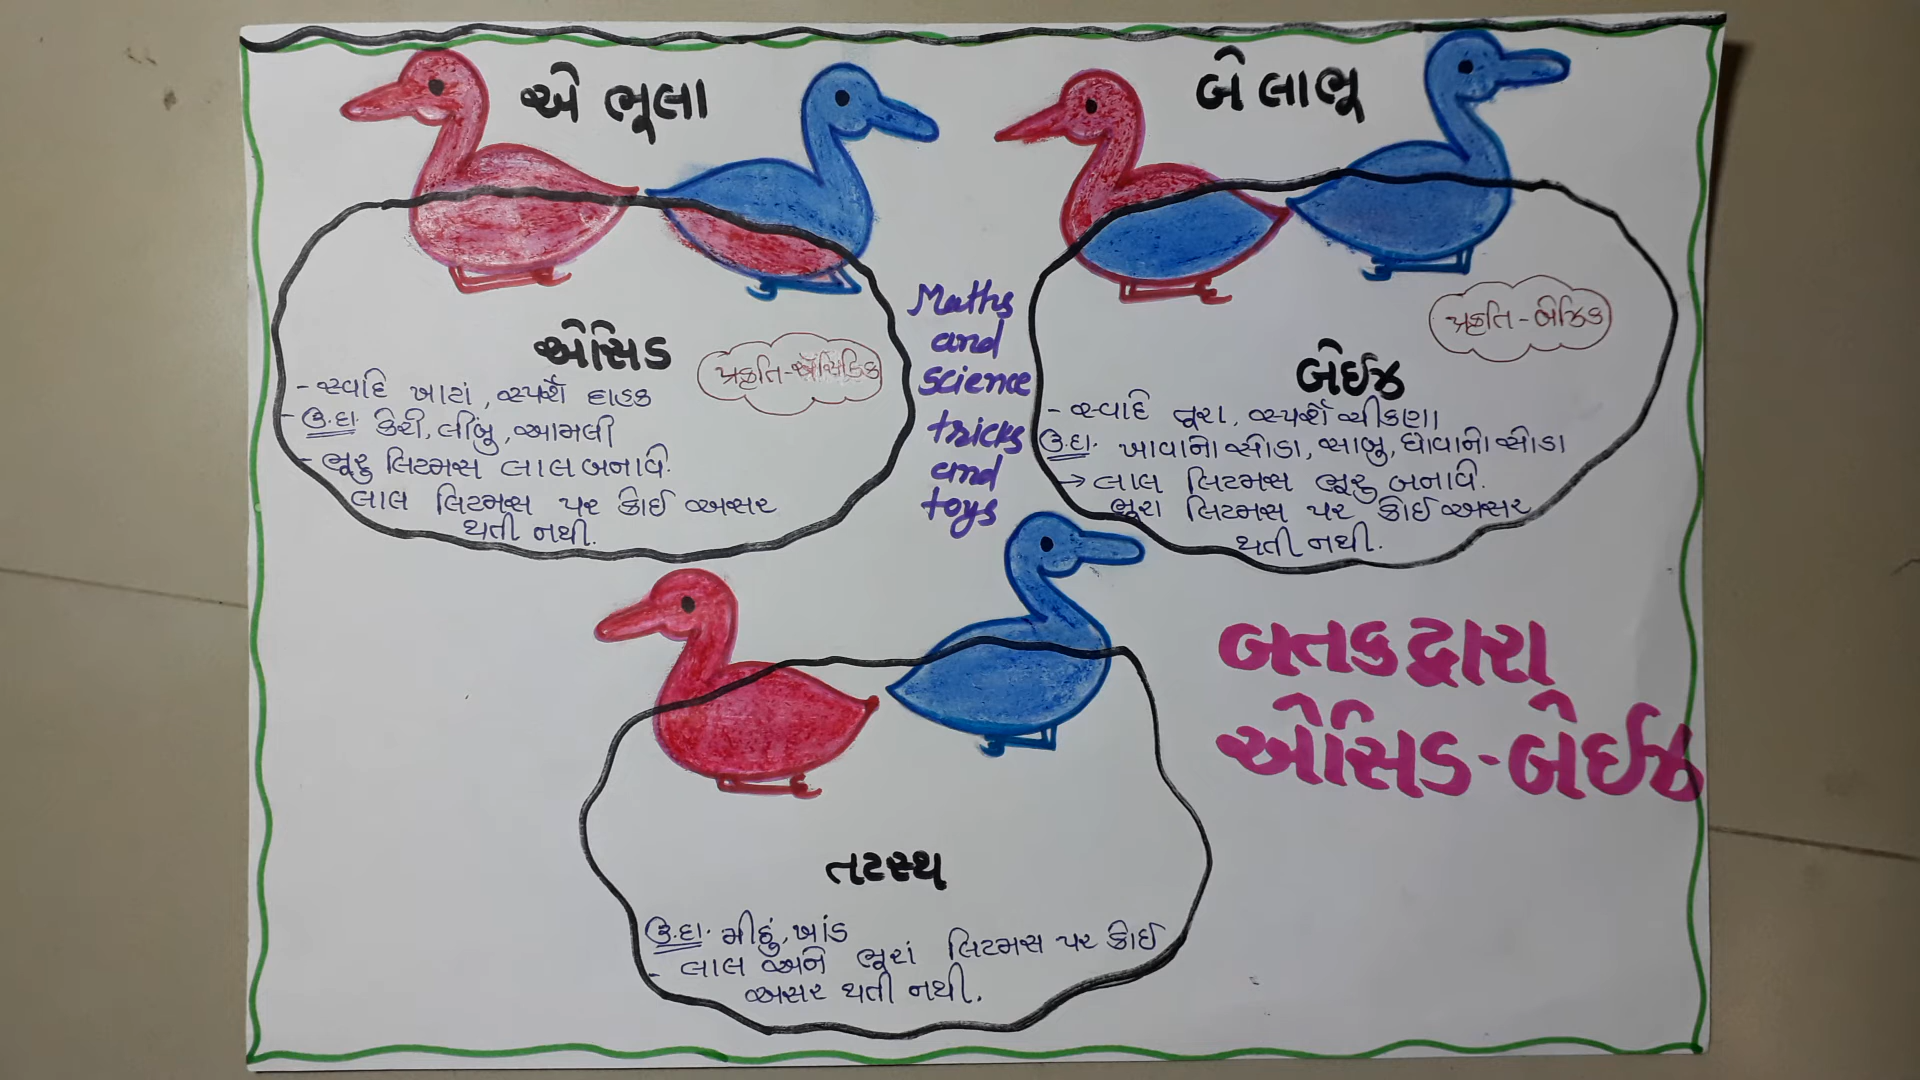 એ ભૂલા
બે લાભૂ
એસિડ
પ્રકૃતિ-એસિડિક
- સ્વાદે ખાટાં, સ્પર્શે દાહક
- ઉ.દા. કેરી, લીંબુ, આમલી
- ભૂરુ લિટમસ લાલ બનાવે.
લાલ લિટમસ પર કોઈ અસર
થતી નથી.
Maths
and
science
tricks
and
toys
પ્રકૃતિ-બેઝિક
બેઈઝ
- સ્વાદે તૂરા, સ્પર્શે ચીકણા
ઉ.દા. ખાવાનો સોડા, સાબુ, ધોવાનો સોડા
→ લાલ લિટમસ ભૂરુ બનાવે.
ભૂરા લિટમસ પર કોઈ અસર
થતી નથી.
બતક દ્વારા
એસિડ-બેઈઝ
તટસ્થ
ઉ.દા. મીઠું, ખાંડ
- લાલ અને ભૂરાં લિટમસ પર કોઈ
અસર થતી નથી.